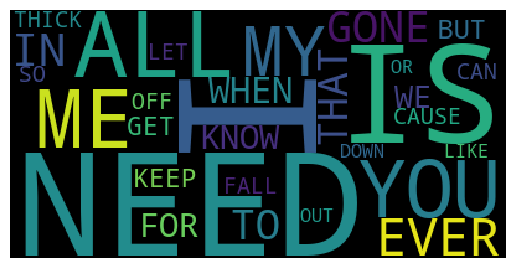 THICK IN SO ALL LET MY GONE BUT
IS OR CAN
ME OFF GET I WHEN KNOW THAT WE CAUSE
DOWN LIKE
NEED KEEP FALL YOU
FOR TO OUT EVER